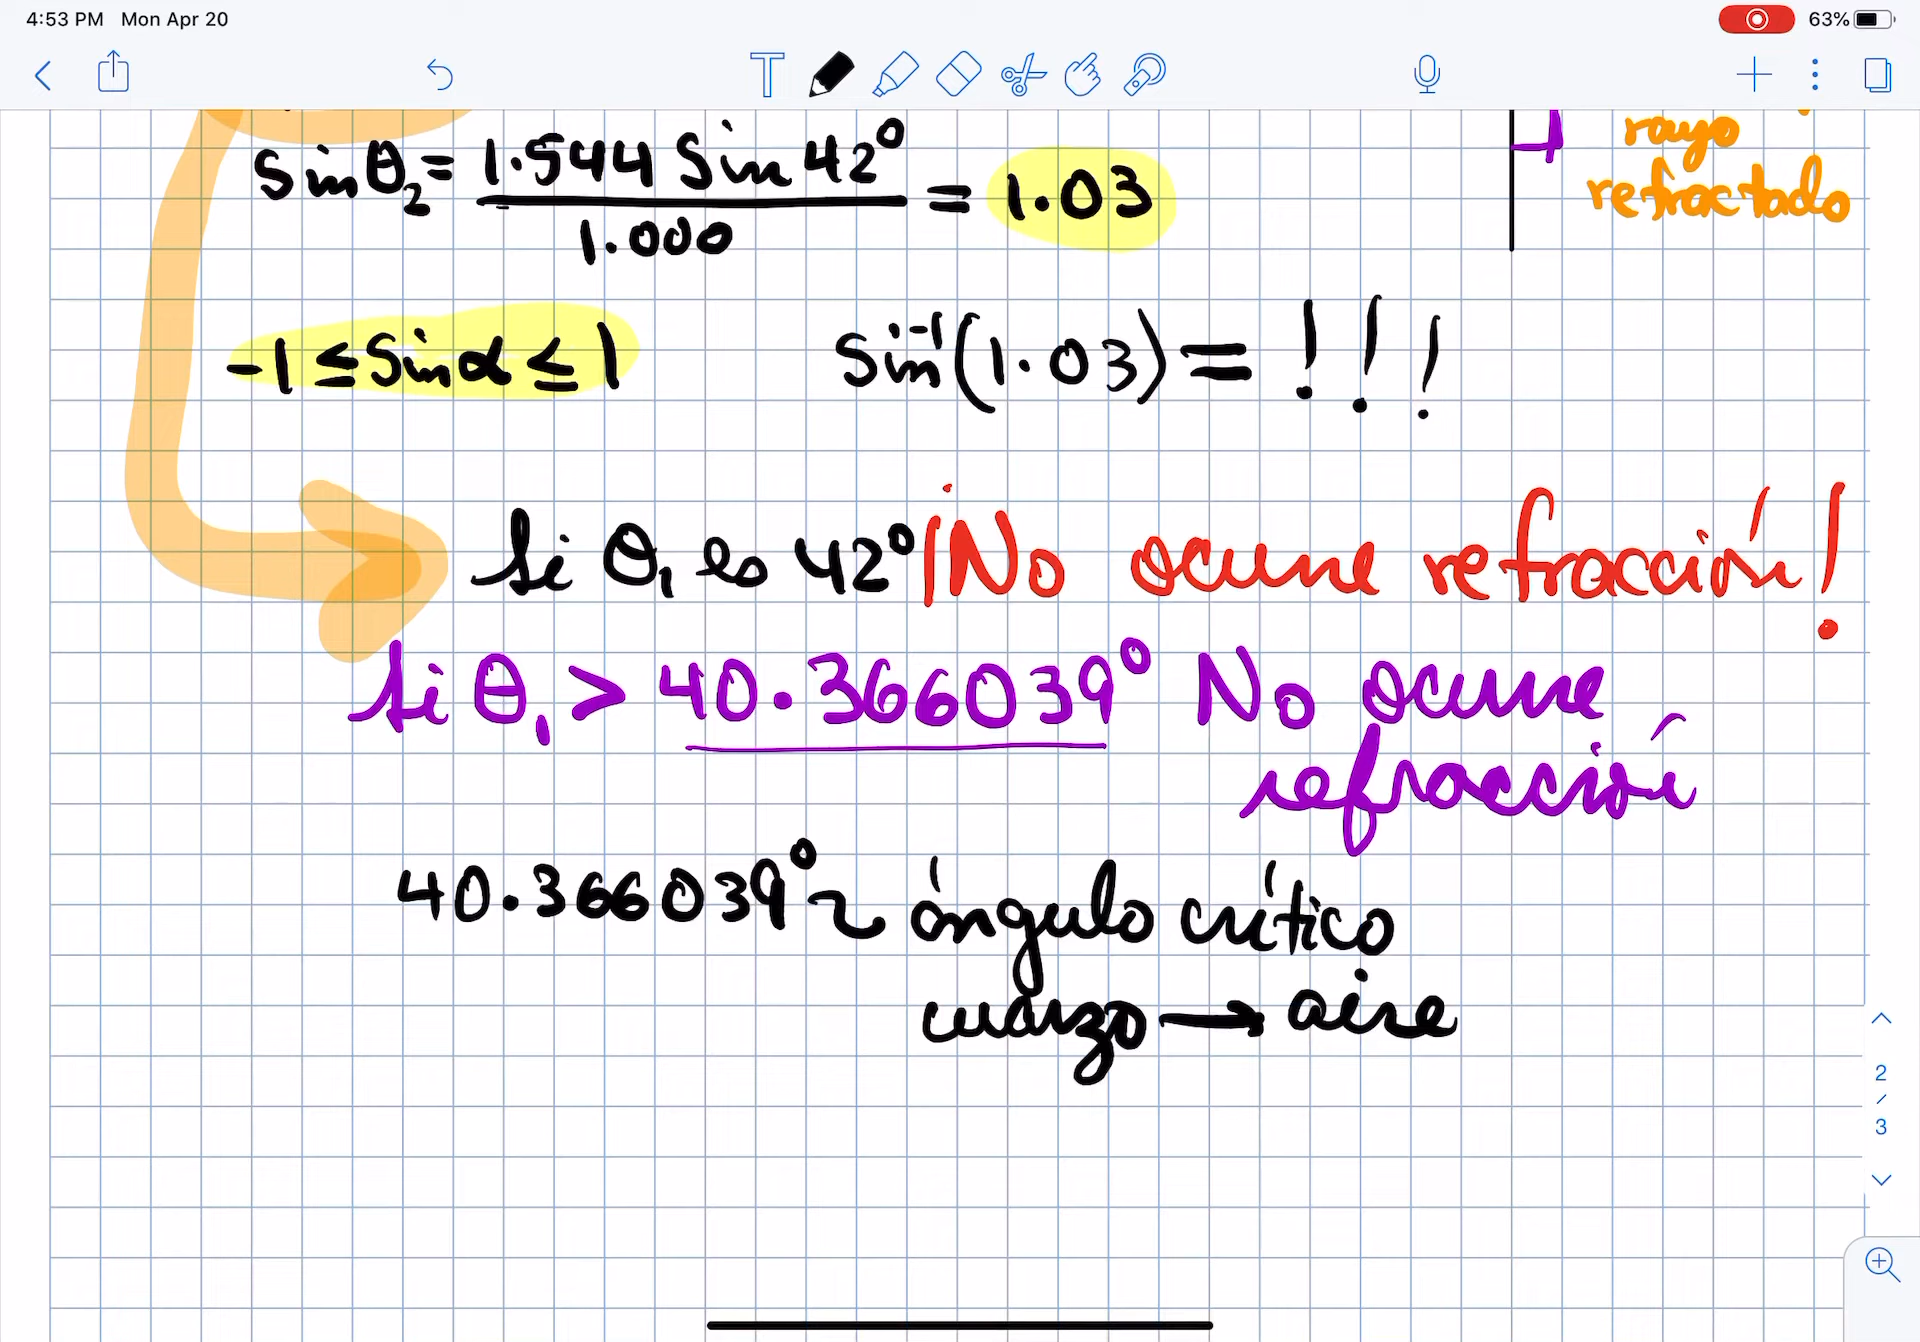 4:53 PM Mon Apr 20
63%
T
rayo
refractado
Sin θ₂ = 1.544 Sin 42° / 1.000 = 1.03
-1 ≤ Sin α ≤ 1
Sin⁻¹(1.03) = !!!
Si θ₁ es 42° ¡No ocurre refracción!
Si θ₁ > 40.366039° No ocurre
refracción
40.366039° ~ ángulo crítico
cuarzo → aire
2
/
3